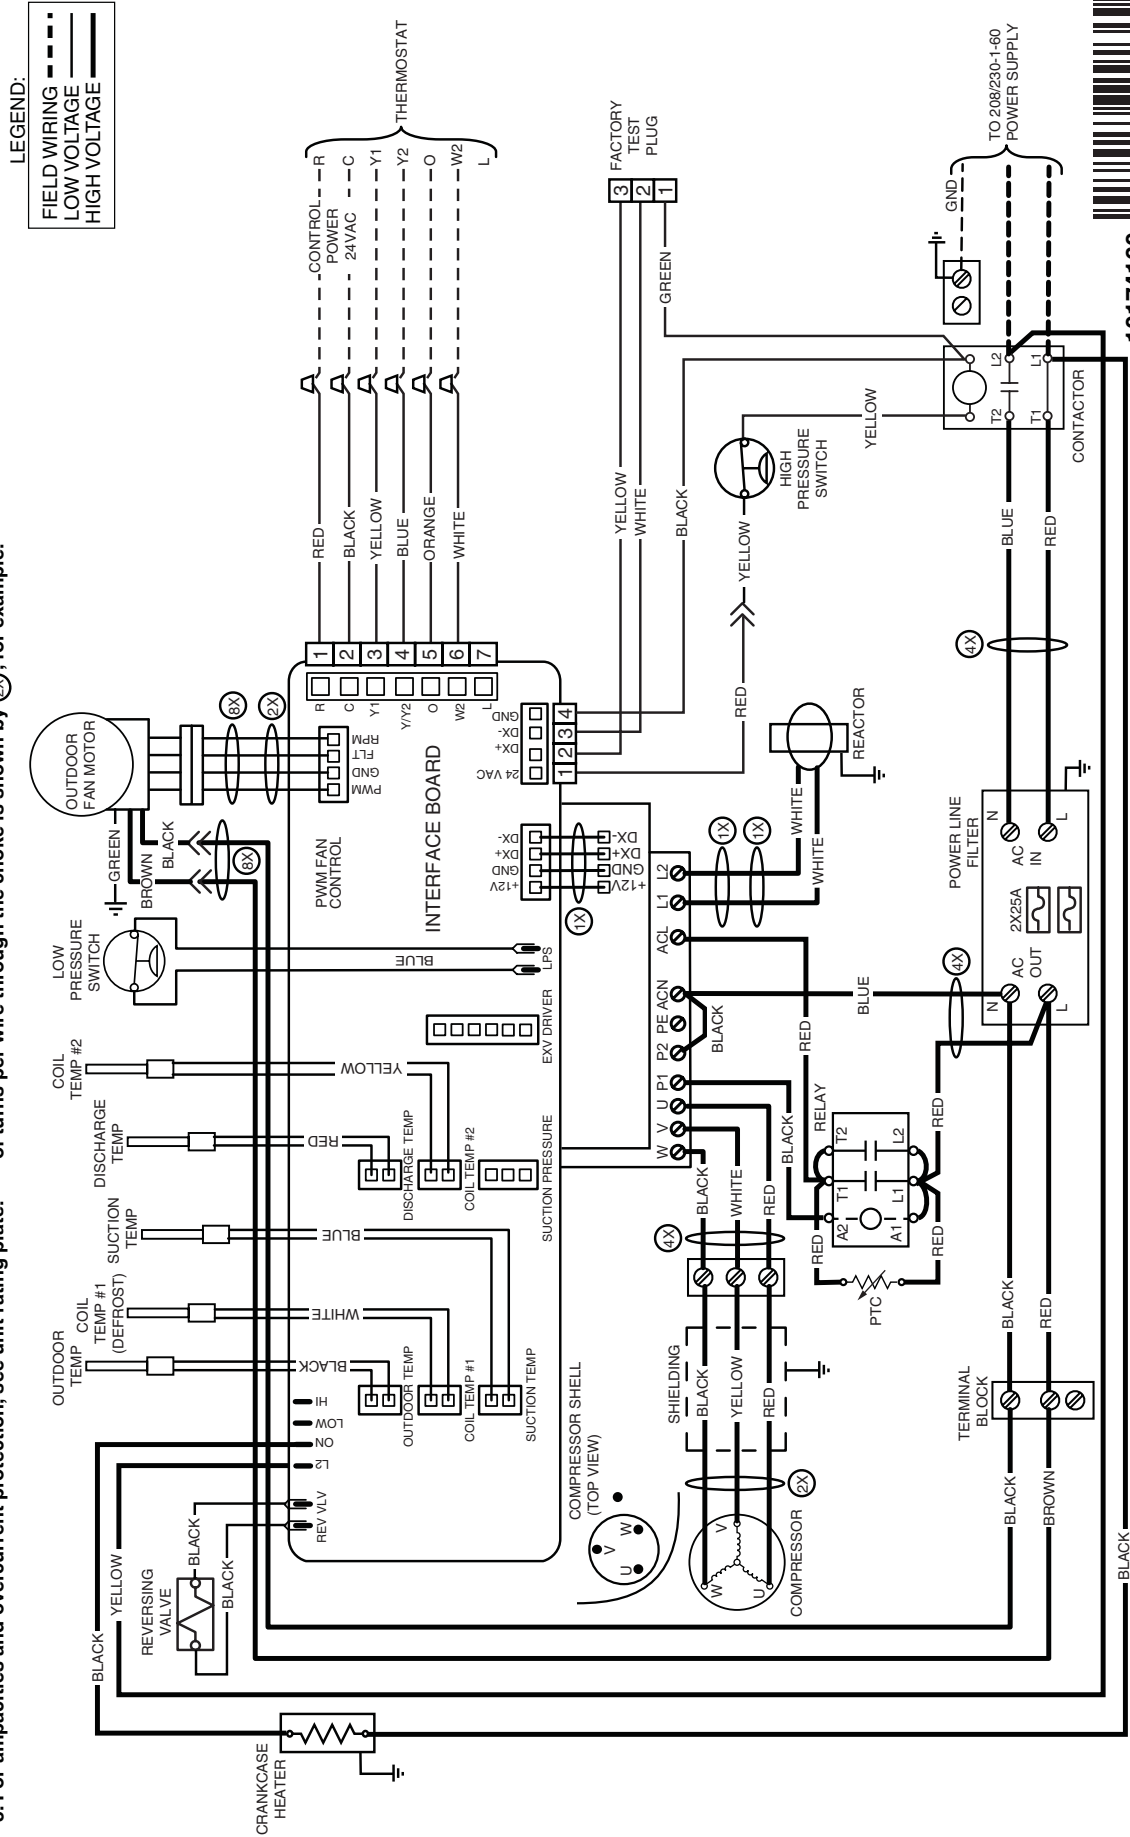 LEGEND:
FIELD WIRING
LOW VOLTAGE
HIGH VOLTAGE
OUTDOOR
FAN MOTOR
GREEN
BROWN
BLACK
8X
8X
2X
PWM
GND
FLT
RPM
PWM FAN
CONTROL
INTERFACE BOARD
LOW
PRESSURE
SWITCH
BLUE
LPS
COIL
TEMP #2
YELLOW
DISCHARGE
TEMP
RED
SUCTION
TEMP
BLUE
COIL
TEMP #1
(DEFROST)
WHITE
OUTDOOR
TEMP
BLACK
HI
LOW
ON
L2
REV VLV
OUTDOOR TEMP
COIL TEMP #1
SUCTION TEMP
DISCHARGE TEMP
COIL TEMP #2
SUCTION PRESSURE
EXV DRIVER
REVERSING
VALVE
BLACK
BLACK
YELLOW
BLACK
CRANKCASE
HEATER
R
C
Y1
Y/Y2
O
W2
L
1
2
3
4
5
6
7
RED
BLACK
YELLOW
BLUE
ORANGE
WHITE
CONTROL
POWER
24VAC
R
C
Y1
Y2
O
W2
L
THERMOSTAT
24 VAC
DX+
DX-
GND
1
2
3
4
+12V
GND
DX+
DX-
1X
+12V
GND
DX+
DX-
FACTORY
TEST
PLUG
3
2
1
YELLOW
WHITE
GREEN
BLACK
RED
YELLOW
HIGH
PRESSURE
SWITCH
YELLOW
W
V
U
P1
P2
PE
ACN
ACL
L1
L2
1X
1X
WHITE
WHITE
REACTOR
BLACK
BLUE
RED
BLACK
RELAY
A2
T1
T2
A1
L1
L2
RED
RED
RED
PTC
BLACK
WHITE
RED
4X
SHIELDING
BLACK
YELLOW
RED
2X
COMPRESSOR
W
V
U
COMPRESSOR SHELL
(TOP VIEW)
U
V
W
GND
TO 208/230-1-60
POWER SUPPLY
L2
L1
T2
T1
CONTACTOR
BLUE
RED
4X
POWER LINE
FILTER
N
L
AC
IN
2X25A
AC
OUT
N
L
4X
BLACK
RED
TERMINAL
BLOCK
BLACK
BROWN
BLACK